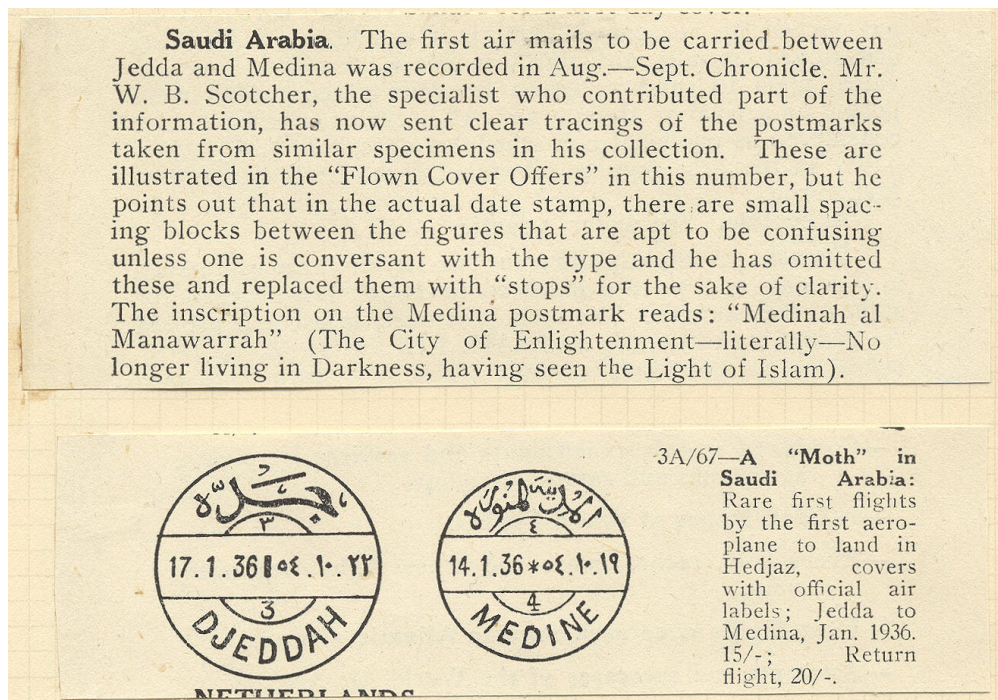 Saudi Arabia. The first air mails to be carried between
Jedda and Medina was recorded in Aug.—Sept. Chronicle. Mr.
W. B. Scotcher, the specialist who contributed part of the
information, has now sent clear tracings of the postmarks
taken from similar specimens in his collection. These are
illustrated in the “Flown Cover Offers” in this number, but he
points out that in the actual date stamp, there are small spac-
ing blocks between the figures that are apt to be confusing
unless one is conversant with the type and he has omitted
these and replaced them with “stops” for the sake of clarity.
The inscription on the Medina postmark reads: “Medinah al
Manawarrah” (The City of Enlightenment—literally—No
longer living in Darkness, having seen the Light of Islam).
جدّه
٣
17.1.36 ٥٤.١٠.٢٢
3
DJEDDAH
المدينة المنورة
٤
14.1.36*٥٤.١٠.١٩
4
MEDINE
3A/67—A “Moth” in
Saudi Arabia:
Rare first flights
by the first aero-
plane to land in
Hedjaz, covers
with official air
labels; Jedda to
Medina, Jan. 1936.
15/-; Return
flight, 20/-.
NETHERLANDS